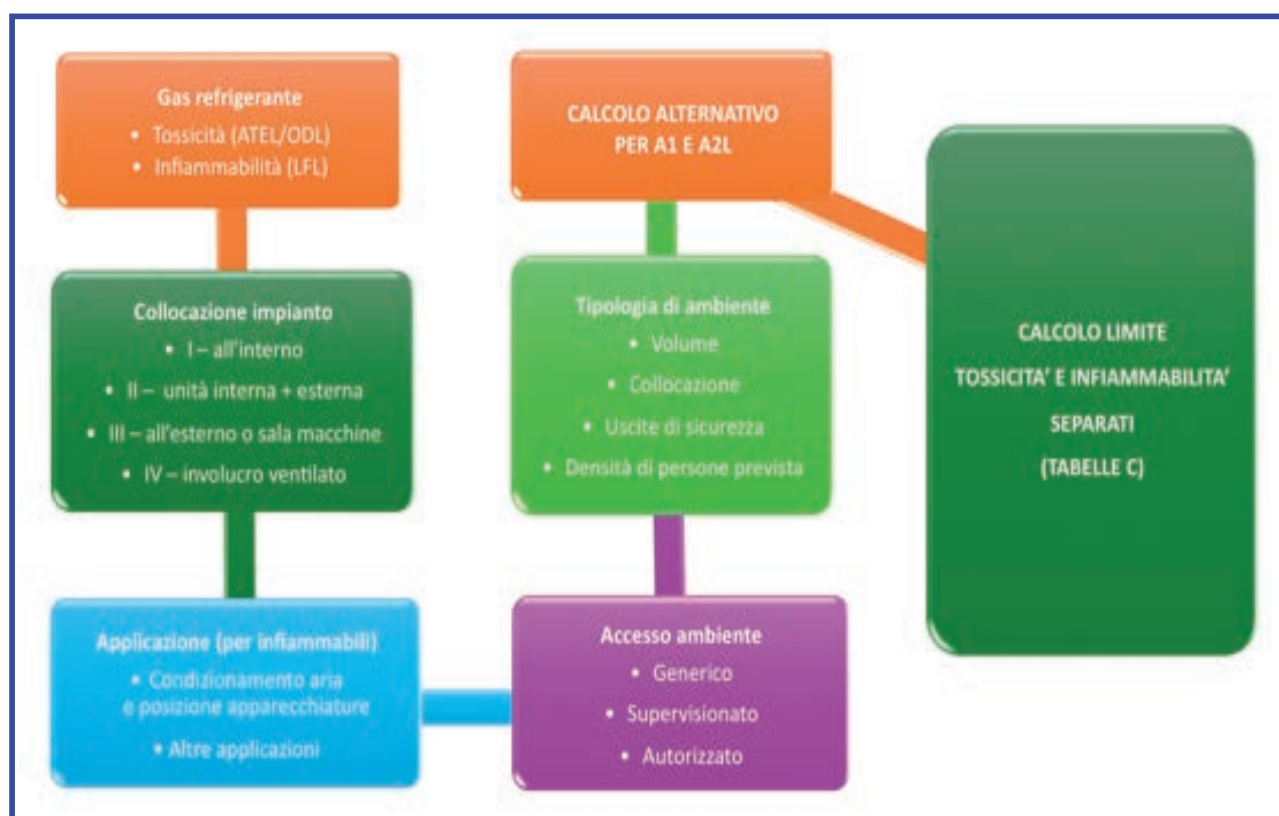 Gas refrigerante
• Tossicità (ATEL/ODL)
• Infiammabilità (LFL)
Collocazione impianto
• I – all'interno
• II – unità interna + esterna
• III – all'esterno o sala macchine
• IV – involucro ventilato
Applicazione (per infiammabili)
• Condizionamento aria
e posizione apparecchiature
• Altre applicazioni
Accesso ambiente
• Generico
• Supervisionato
• Autorizzato
Tipologia di ambiente
• Volume
• Collocazione
• Uscite di sicurezza
• Densità di persone prevista
CALCOLO ALTERNATIVO
PER A1 E A2L
CALCOLO LIMITE
TOSSICITA' E INFIAMMABILITA'
SEPARATI
(TABELLE C)